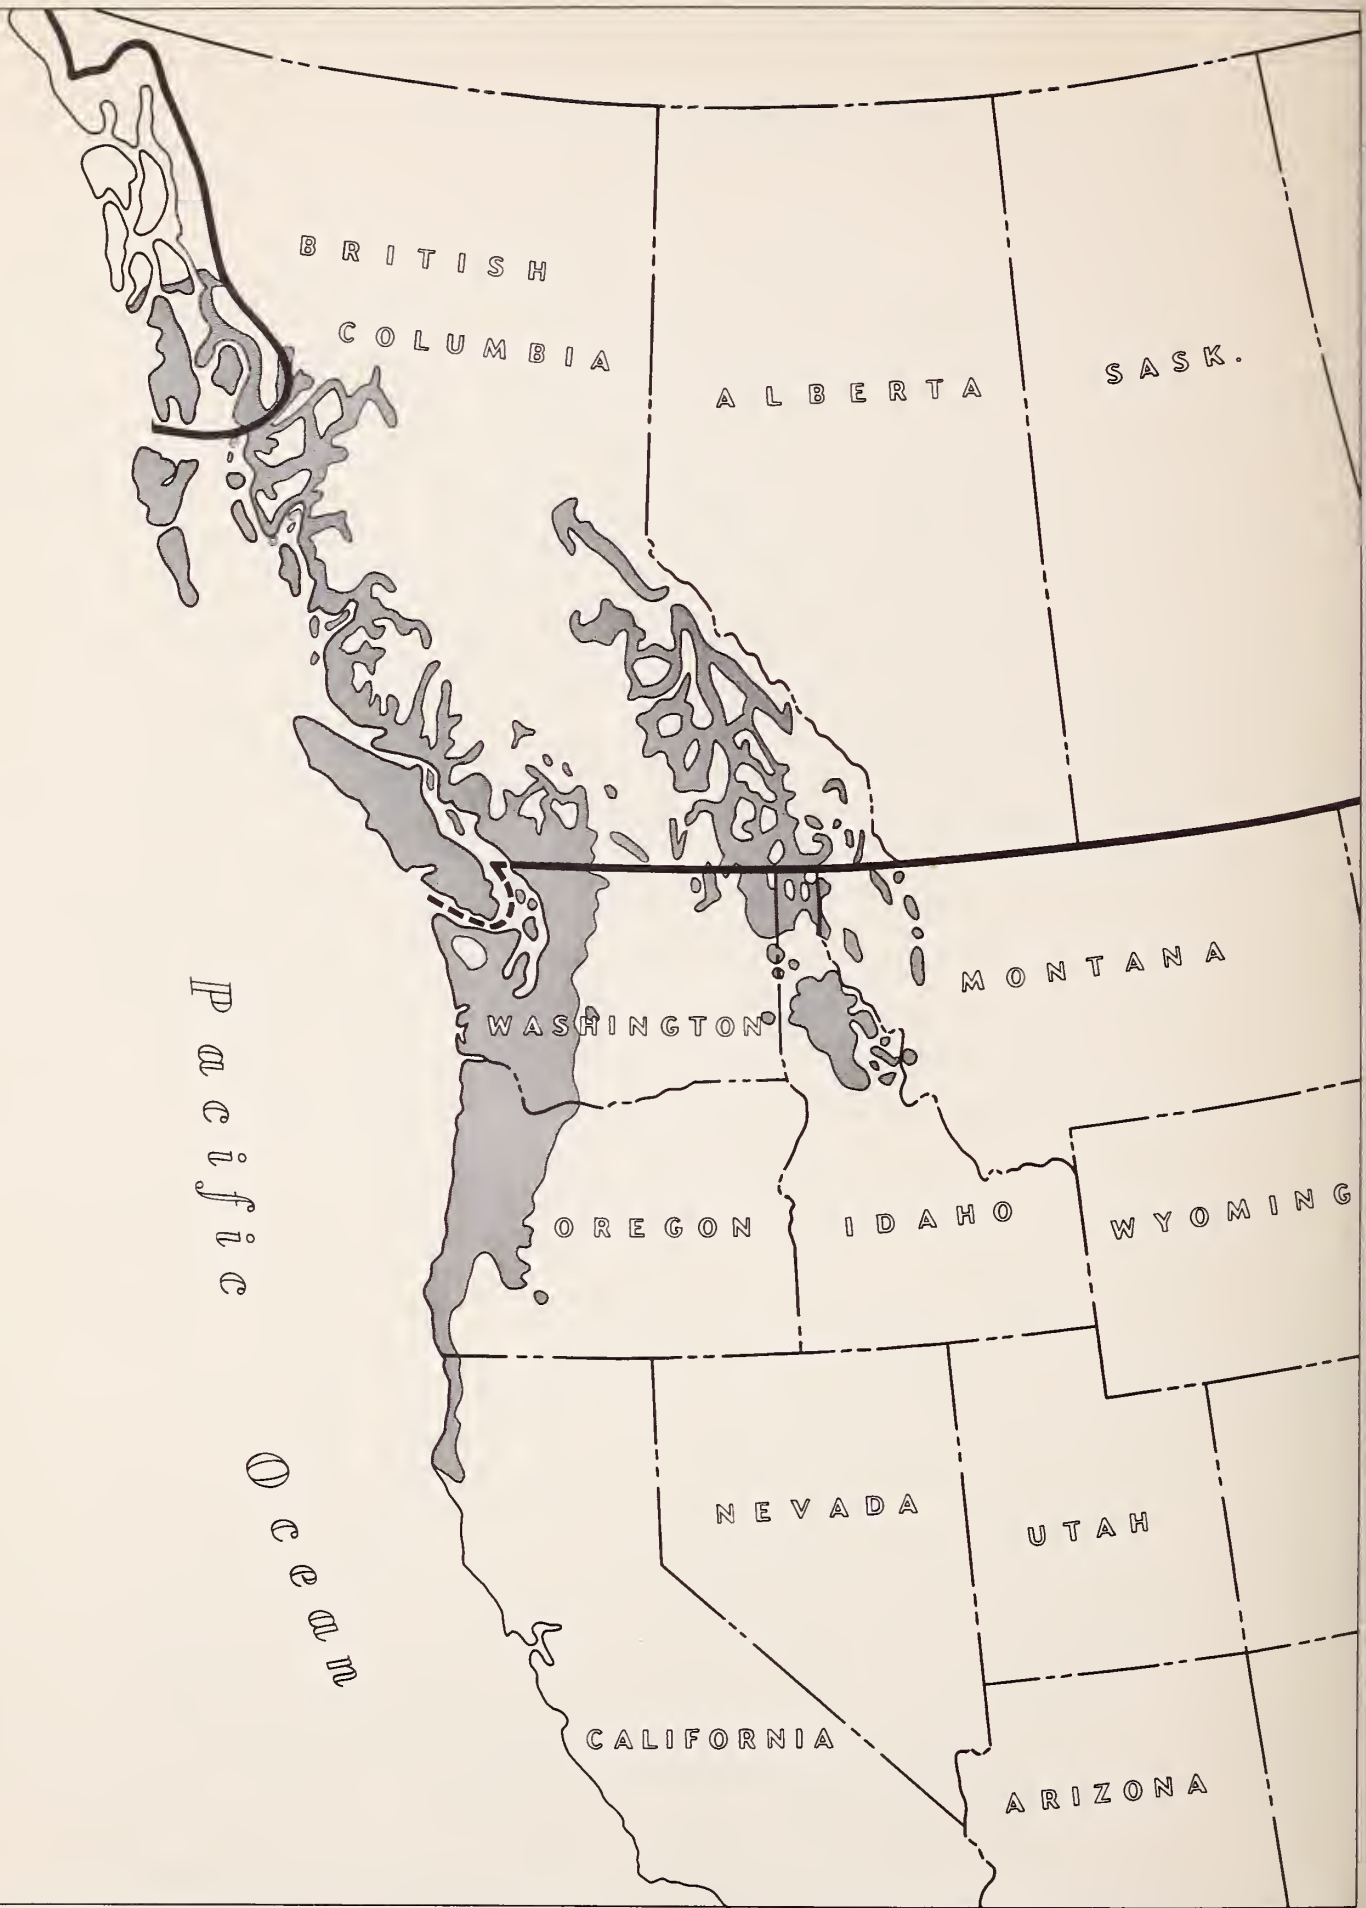 BRITISH
COLUMBIA
ALBERTA
SASK.
Pacific
Ocean
WASHINGTON
MONTANA
OREGON
IDAHO
WYOMING
NEVADA
UTAH
CALIFORNIA
ARIZONA